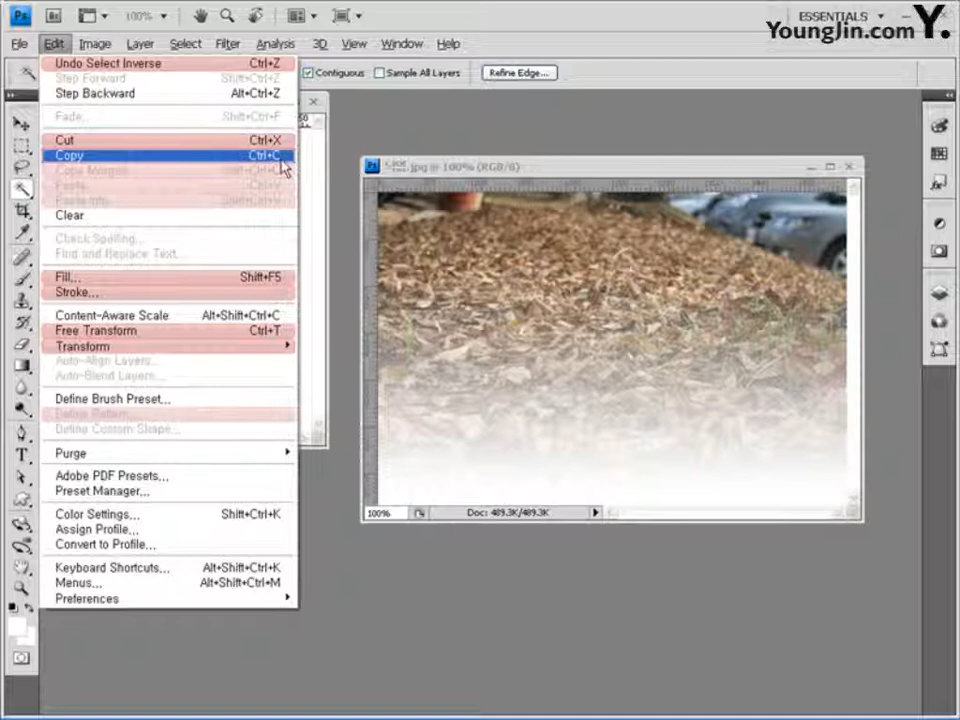 Ps Br 100% ESSENTIALS
YoungJin.com Y.
File Edit Image Layer Select Filter Analysis 3D View Window Help
Contiguous Sample All Layers Refine Edge...
Undo Select Inverse Ctrl+Z
Step Forward Shift+Ctrl+Z
Step Backward Alt+Ctrl+Z
Fade... Shift+Ctrl+F
Cut Ctrl+X
Copy Ctrl+C
Copy Merged
Paste Ctrl+V
Paste Into
Clear
Check Spelling...
Find and Replace Text...
Fill... Shift+F5
Stroke...
Content-Aware Scale Alt+Shift+Ctrl+C
Free Transform Ctrl+T
Transform
Auto-Align Layers...
Auto-Blend Layers...
Define Brush Preset...
Define Pattern...
Define Custom Shape...
Purge
Adobe PDF Presets...
Preset Manager...
Color Settings... Shift+Ctrl+K
Assign Profile...
Convert to Profile...
Keyboard Shortcuts... Alt+Shift+Ctrl+K
Menus... Alt+Shift+Ctrl+M
Preferences
.jpg @ 100% (RGB/8)
100% Doc: 489.3K/489.3K